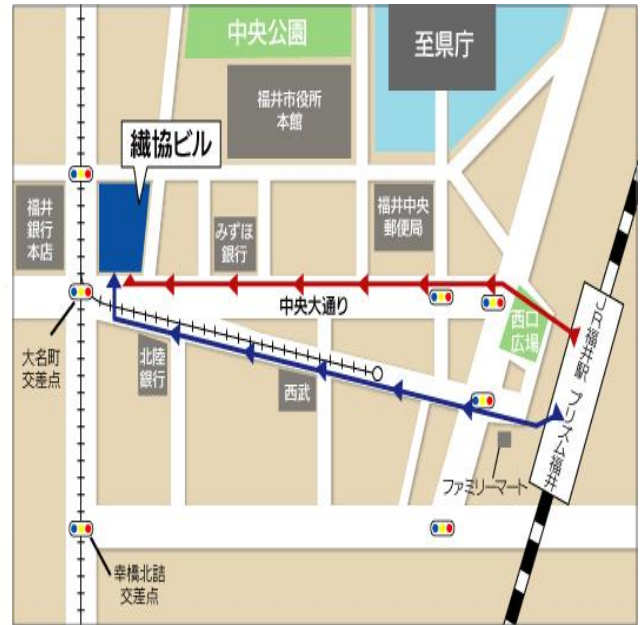 中央公園
至県庁
福井市役所
本館
繊協ビル
福井
銀行
本店
みずほ
銀行
福井中央
郵便局
中央大通り
西口
広場
大名町
交差点
北陸
銀行
西武
JR福井駅 プリズム福井
ファミリーマート
幸橋北詰
交差点